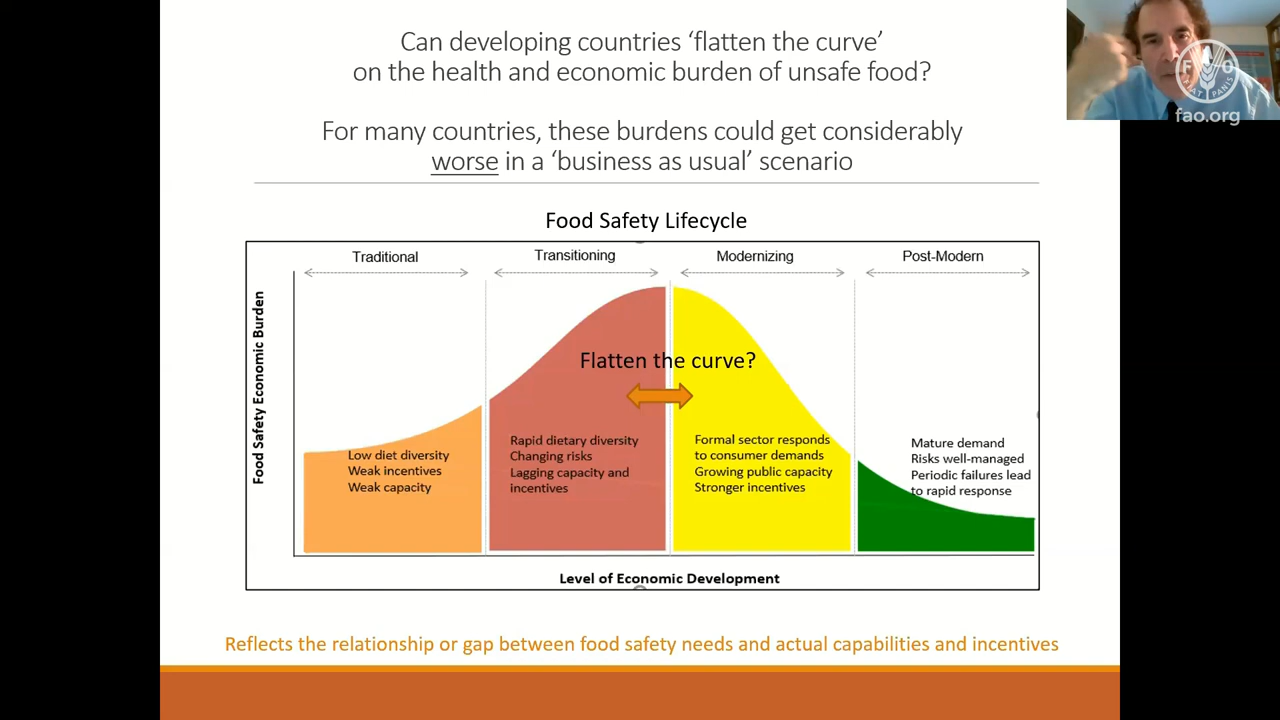 Can developing countries ‘flatten the curve’
on the health and economic burden of unsafe food?
For many countries, these burdens could get considerably
worse in a ‘business as usual’ scenario
F O
FIAT PANIS
fao.org
Food Safety Lifecycle
Traditional
Transitioning
Modernizing
Post-Modern
Food Safety Economic Burden
Flatten the curve?
Low diet diversity
Weak incentives
Weak capacity
Rapid dietary diversity
Changing risks
Lagging capacity and
incentives
Formal sector responds
to consumer demands
Growing public capacity
Stronger incentives
Mature demand
Risks well-managed
Periodic failures lead
to rapid response
Level of Economic Development
Reflects the relationship or gap between food safety needs and actual capabilities and incentives